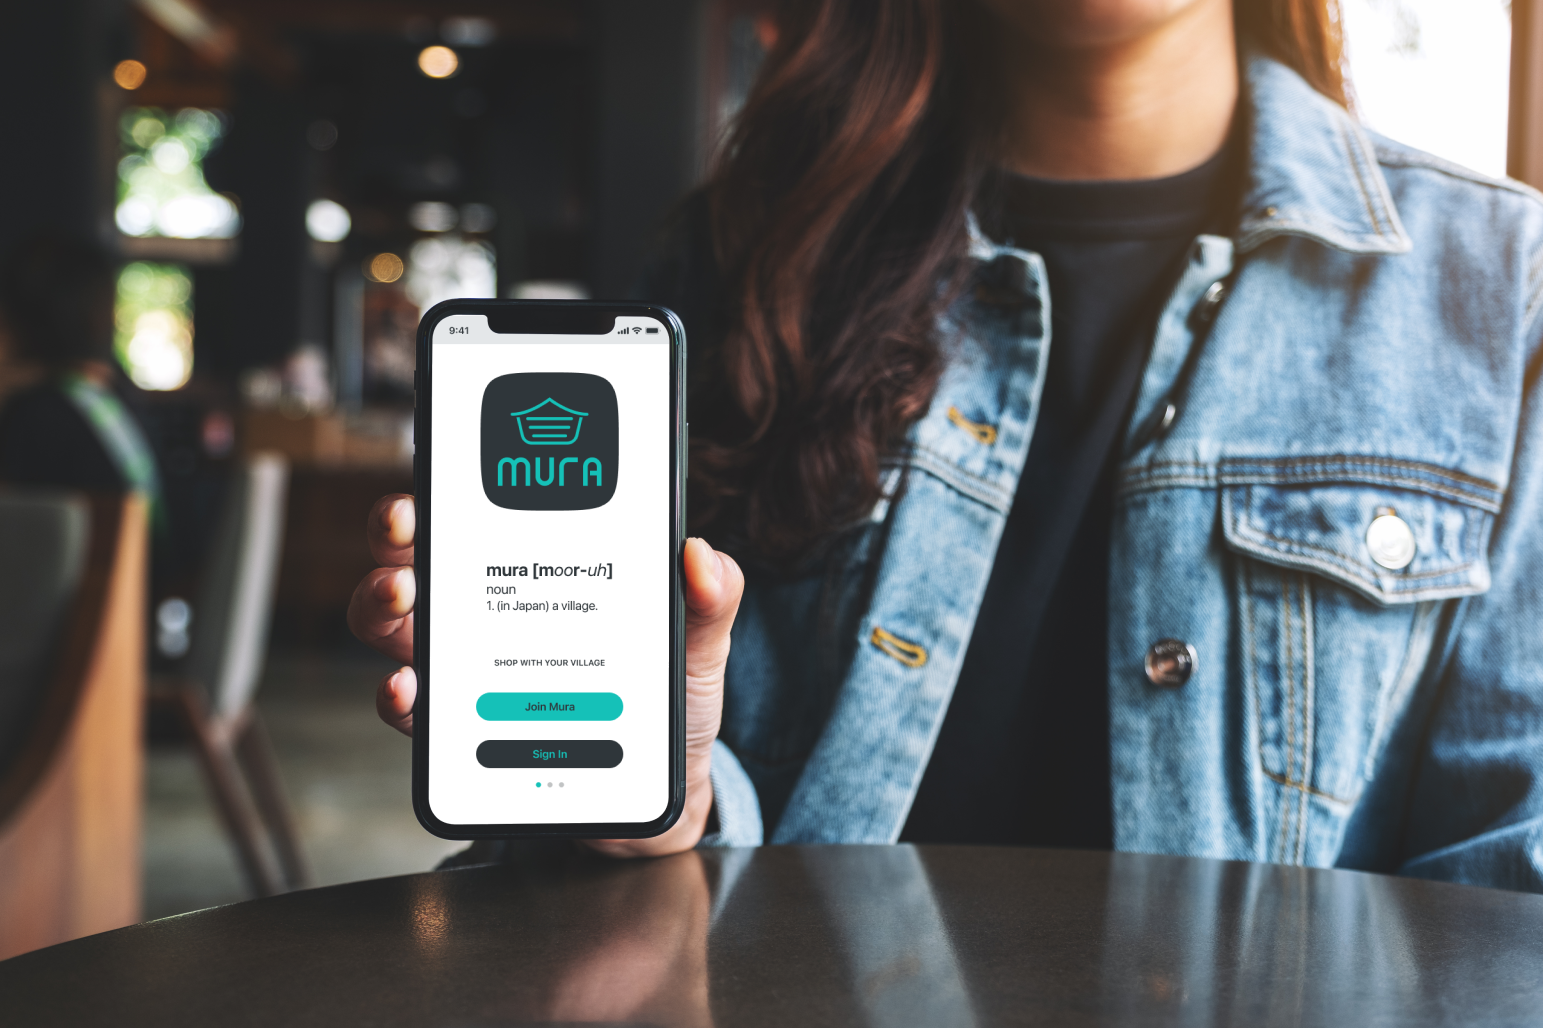 9:41
mura
mura [moor-uh]
noun
1. (in Japan) a village.
SHOP WITH YOUR VILLAGE
Join Mura
Sign In